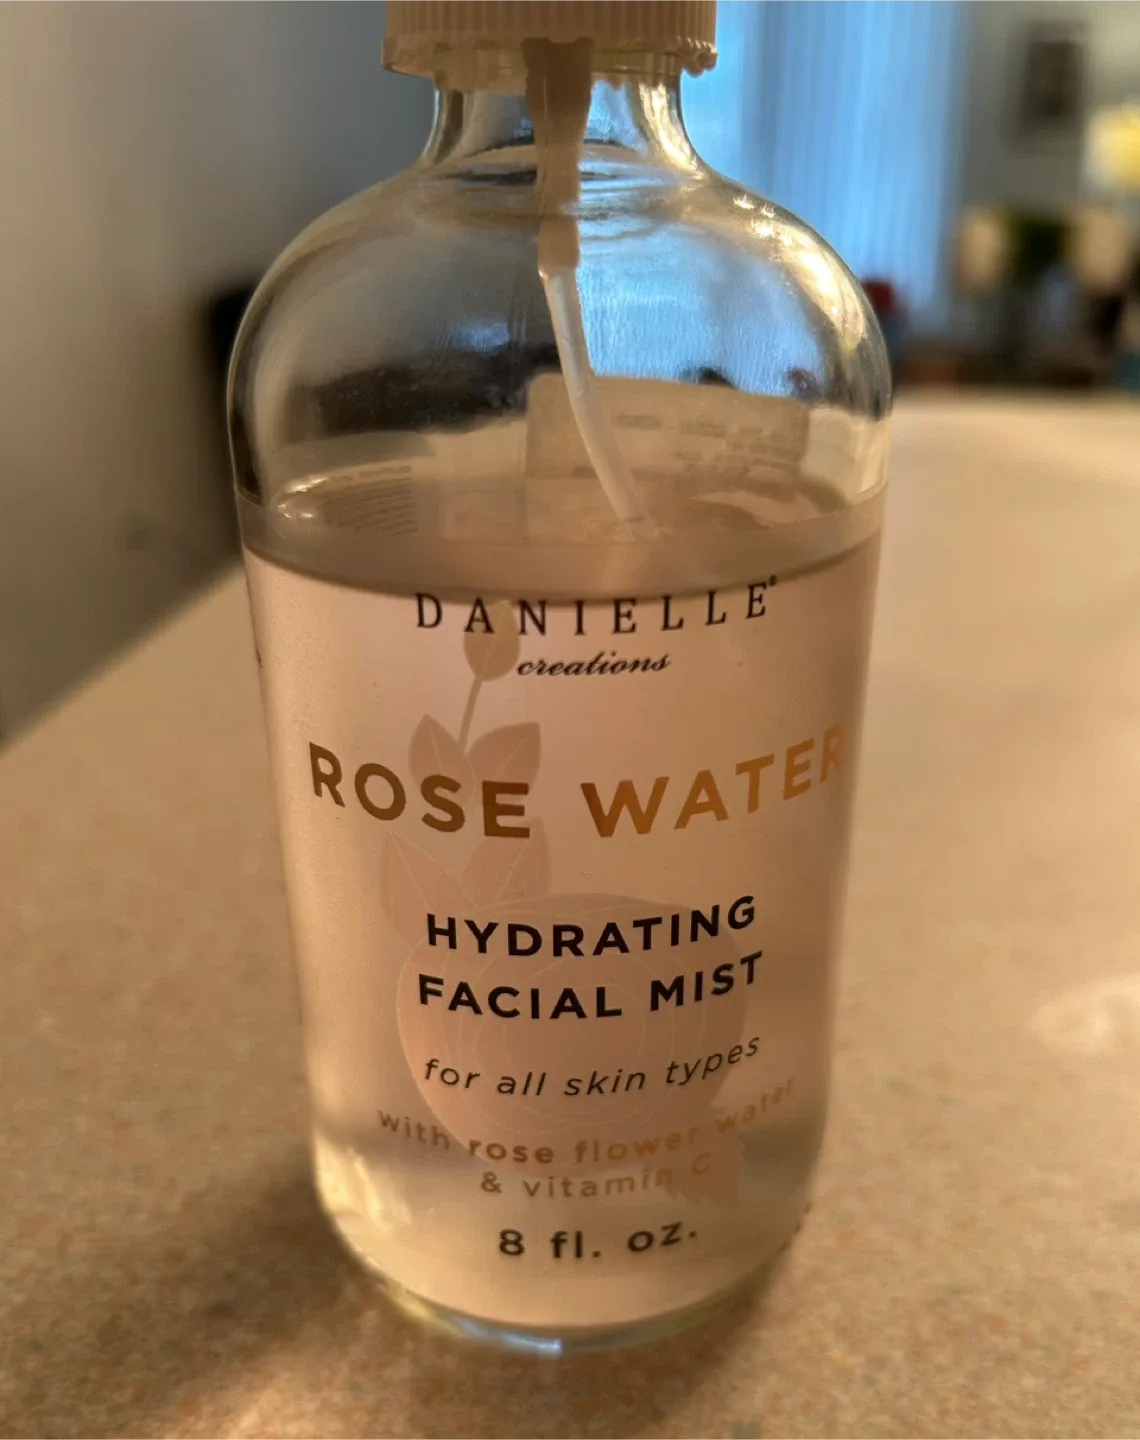 DANIELLE®
creations
ROSE WATER
HYDRATING
FACIAL MIST
for all skin types
with rose flower water
& vitamin C
8 fl. oz.